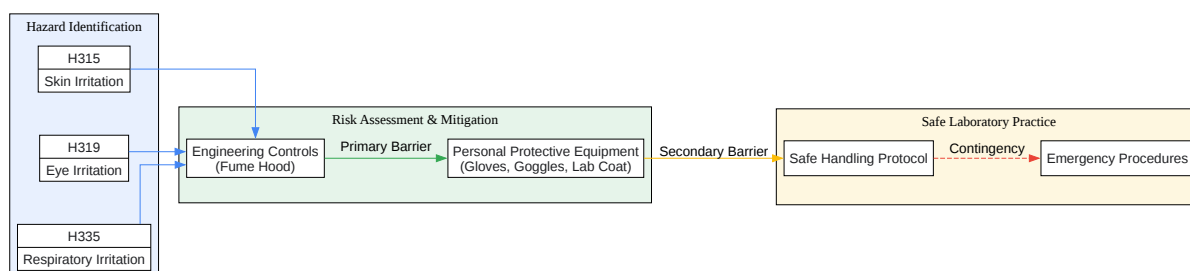 Hazard Identification
H315
Skin Irritation
H319
Eye Irritation
H335
Respiratory Irritation
Risk Assessment & Mitigation
Engineering Controls
(Fume Hood)
Primary Barrier
Personal Protective Equipment
(Gloves, Goggles, Lab Coat)
Secondary Barrier
Safe Laboratory Practice
Safe Handling Protocol
Contingency
Emergency Procedures